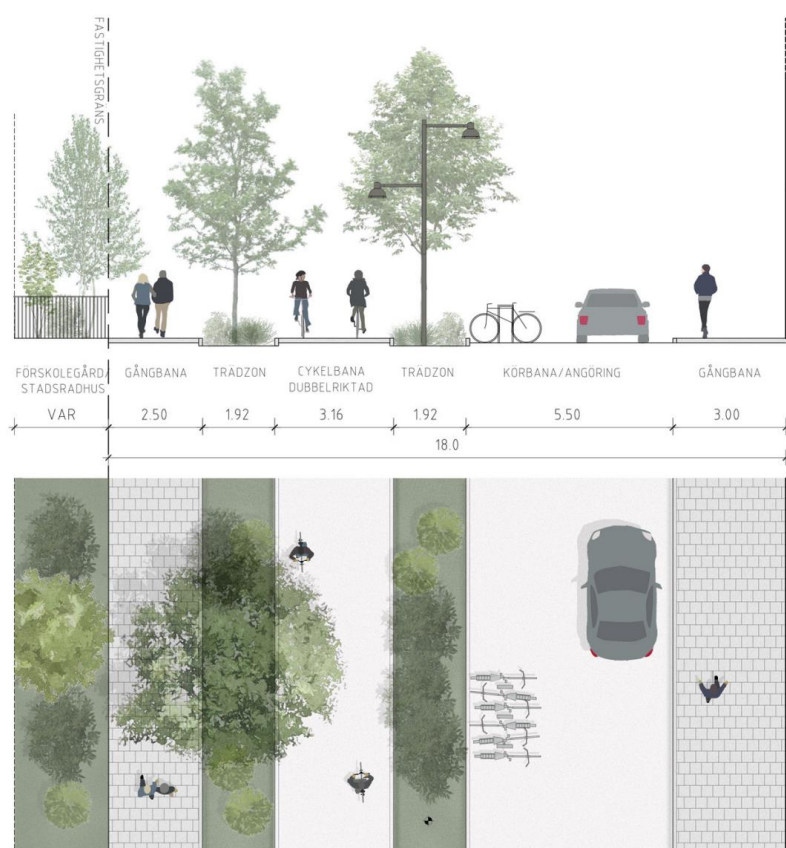 FASTIGHETSGRÄNS
FÖRSKOLEGÅRD/
STADSRADHUS
GÅNGBANA
TRÄDZON
CYKELBANA
DUBBELRIKTAD
TRÄDZON
KÖRBANA/ANGÖRING
GÅNGBANA
VAR
2.50
1.92
3.16
1.92
5.50
3.00
18.0